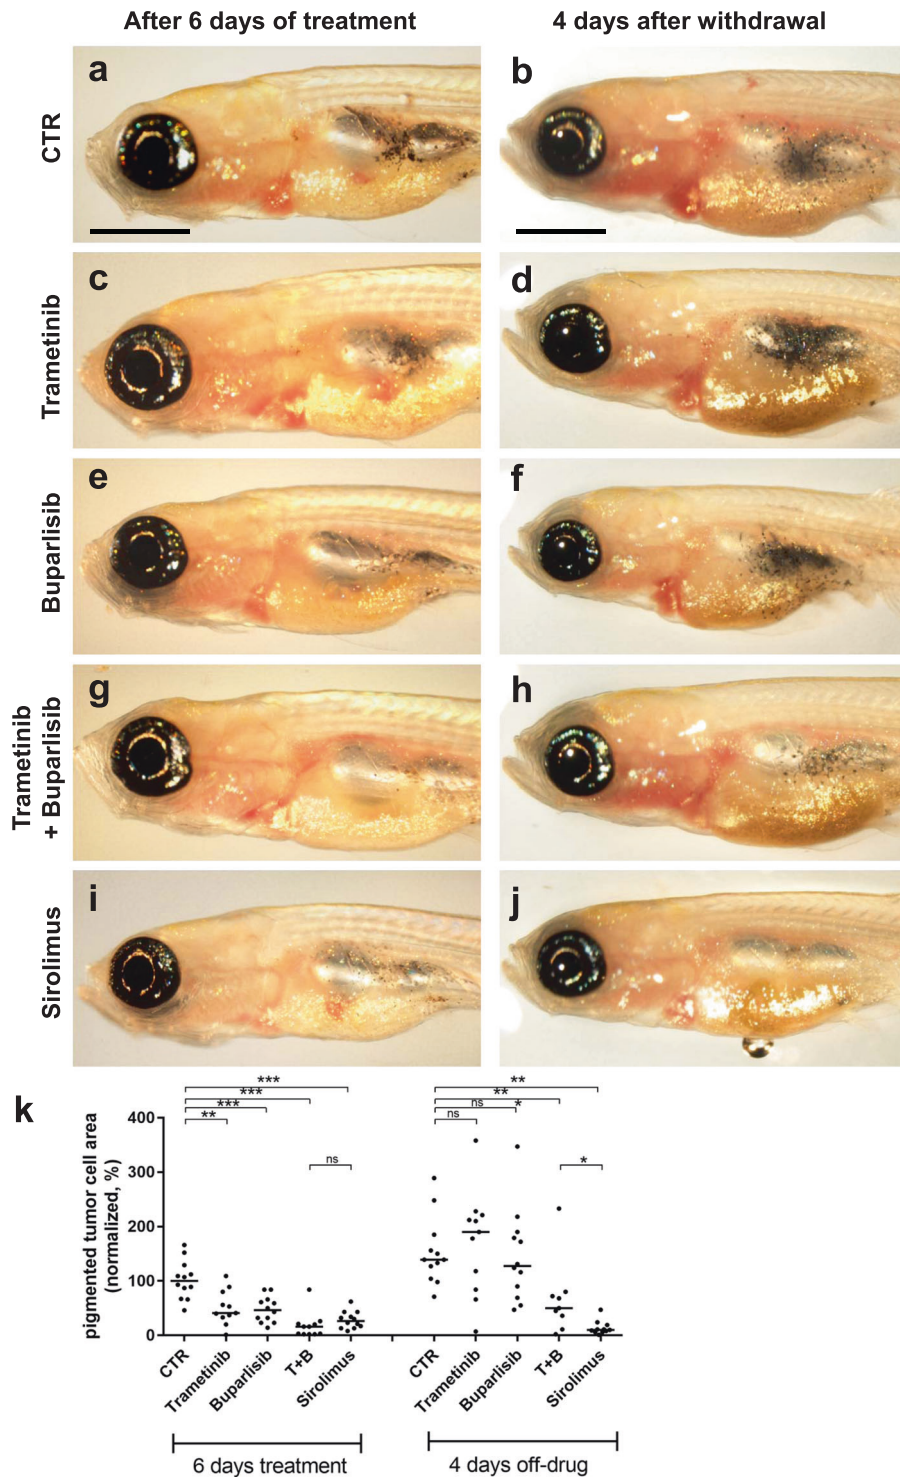 After 6 days of treatment
4 days after withdrawal
CTR
a
b
Trametinib
c
d
Buparlisib
e
f
Trametinib
+ Buparlisib
g
h
Sirolimus
i
j
k
***
***
***
**
ns
**
**
ns *
ns
*
pigmented tumor cell area
(normalized, %)
400
300
200
100
0
CTR
Trametinib
Buparlisib
T+B
Sirolimus
CTR
Trametinib
Buparlisib
T+B
Sirolimus
6 days treatment
4 days off-drug